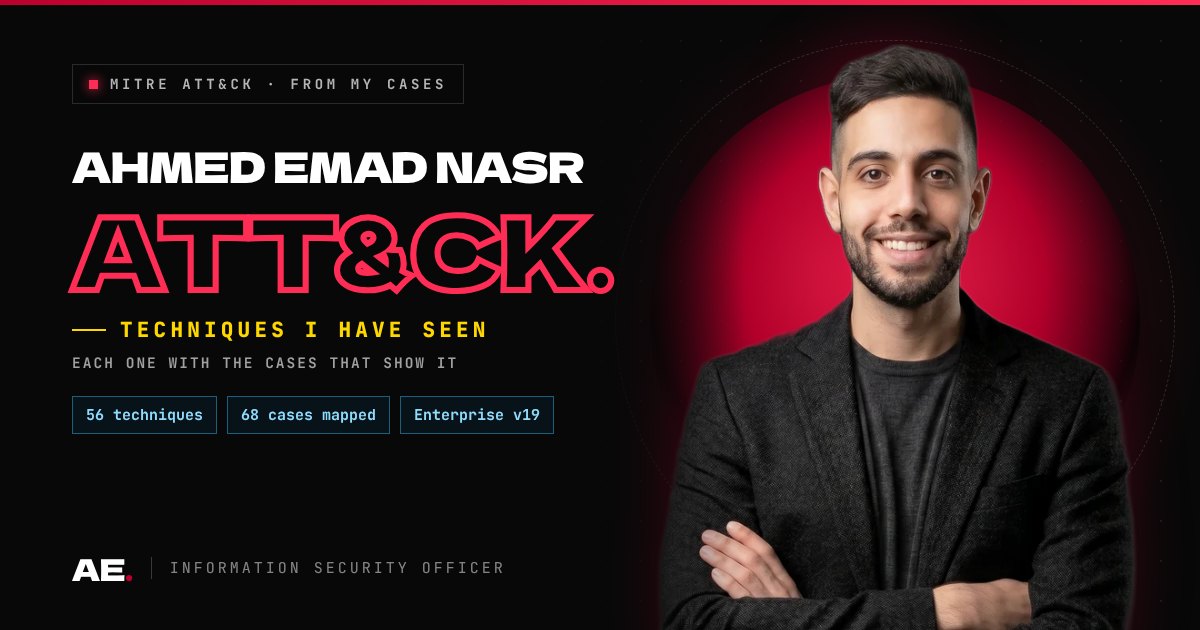 MITRE ATT&CK · FROM MY CASES
AHMED EMAD NASR
ATT&CK.
TECHNIQUES I HAVE SEEN
EACH ONE WITH THE CASES THAT SHOW IT
56 techniques
68 cases mapped
Enterprise v19
AE.
INFORMATION SECURITY OFFICER